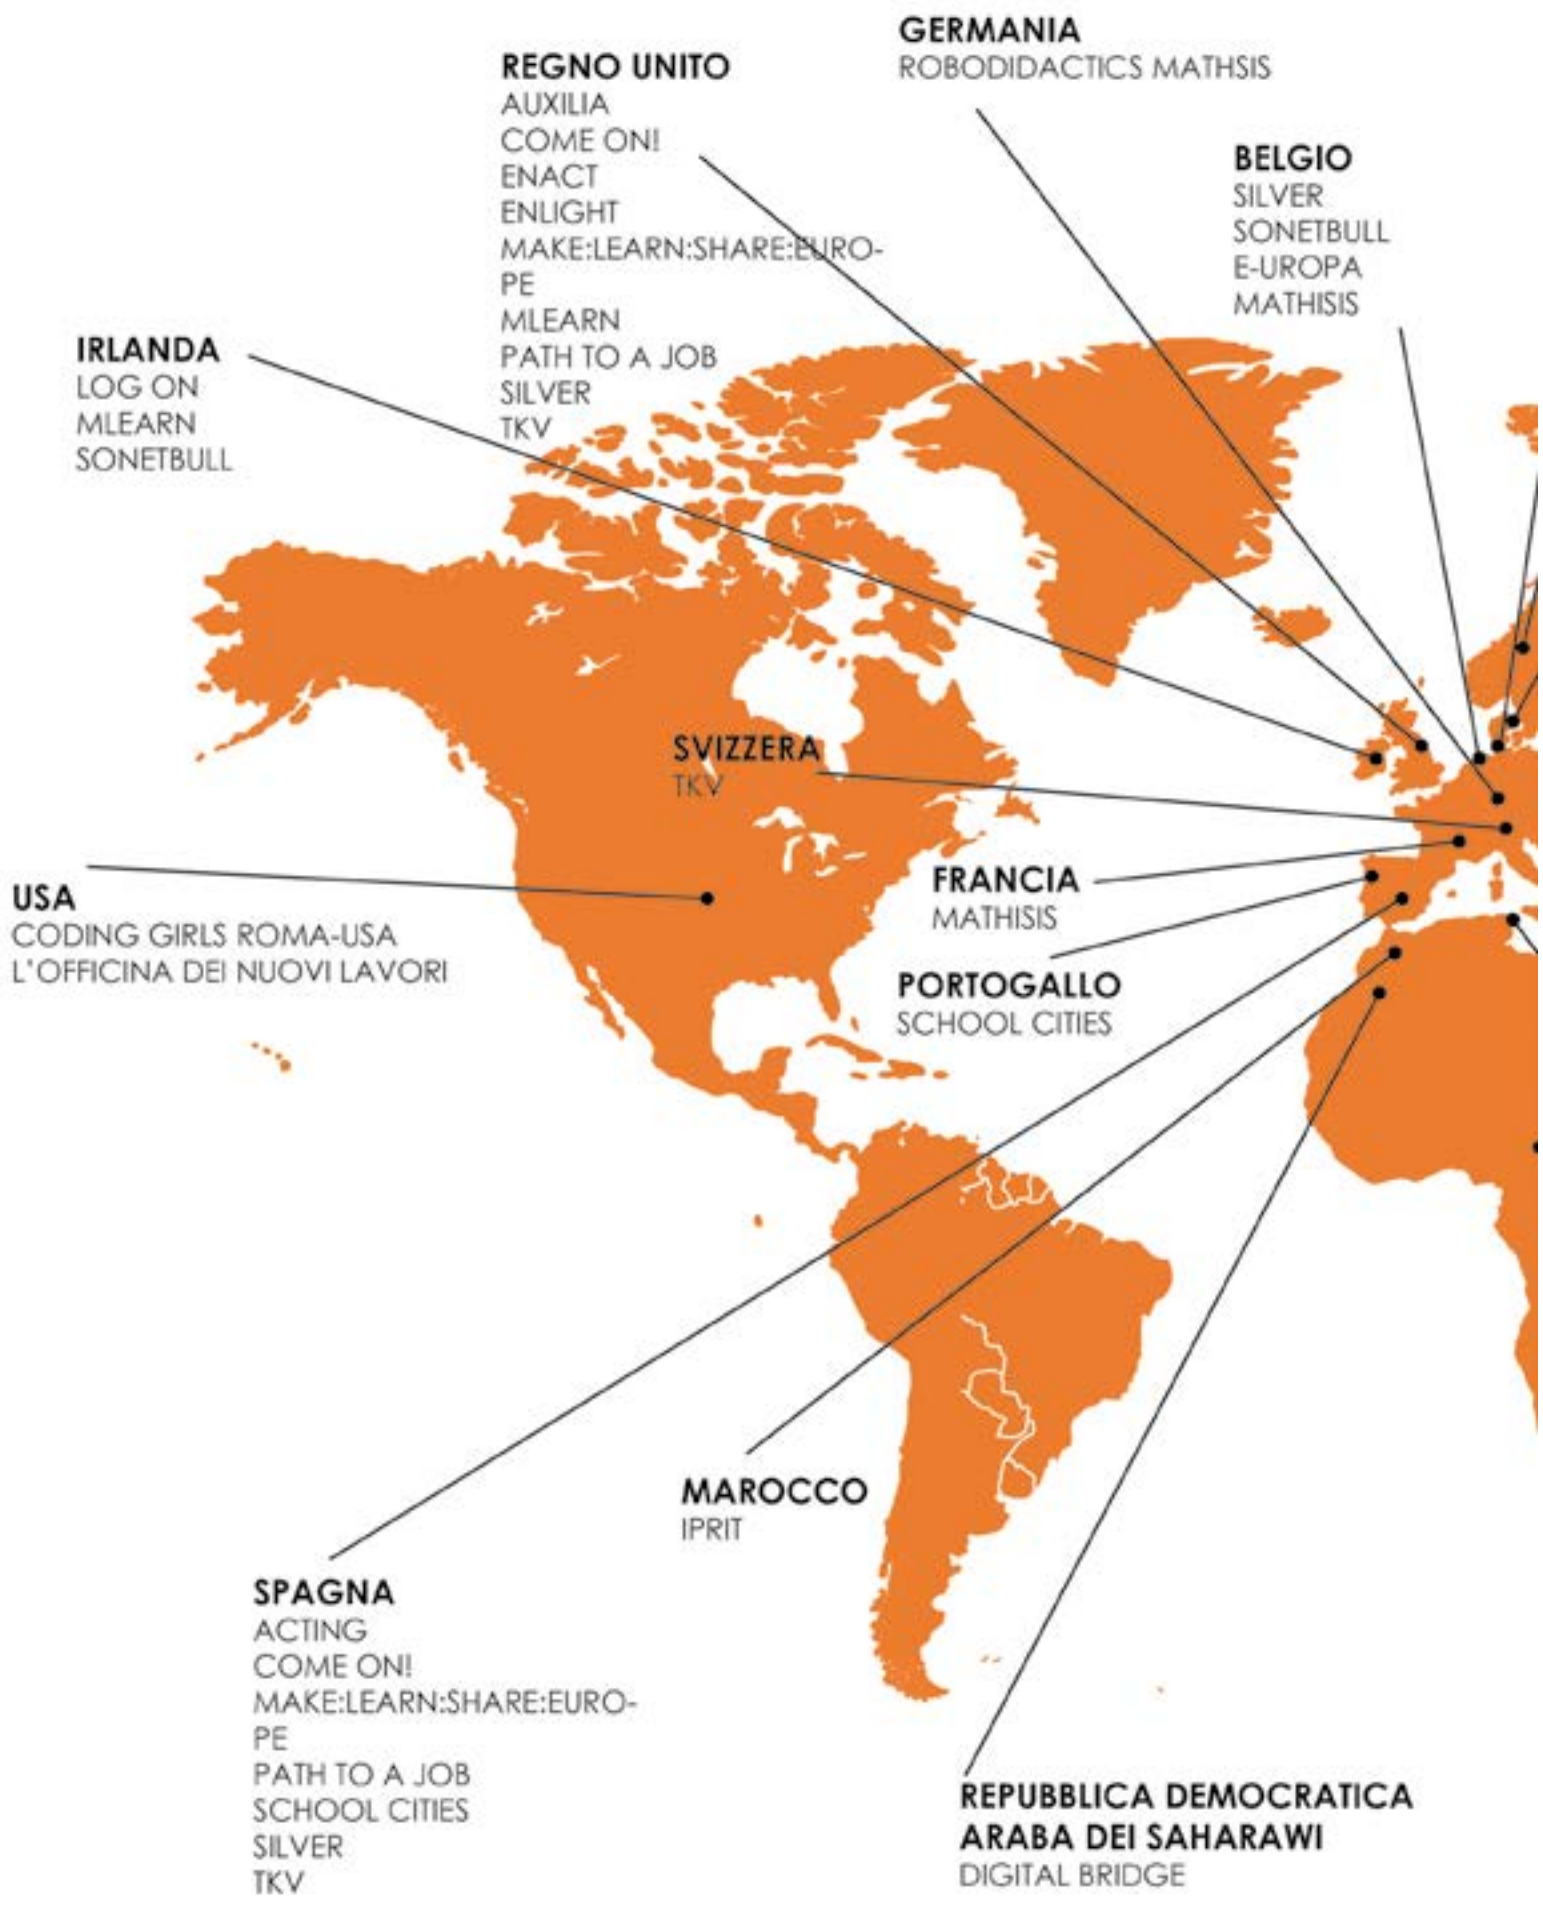 GERMANIA
ROBODIDACTICS MATHSIS
REGNO UNITO
AUXILIA
COME ON!
ENACT
ENLIGHT
MAKE:LEARN:SHARE:EURO-
PE
MLEARN
PATH TO A JOB
SILVER
TKV
BELGIO
SILVER
SONETBULL
E-UROPA
MATHISIS
IRLANDA
LOG ON
MLEARN
SONETBULL
SVIZZERA
TKV
USA
CODING GIRLS ROMA-USA
L'OFFICINA DEI NUOVI LAVORI
FRANCIA
MATHISIS
PORTOGALLO
SCHOOL CITIES
MAROCCO
IPRIT
SPAGNA
ACTING
COME ON!
MAKE:LEARN:SHARE:EURO-
PE
PATH TO A JOB
SCHOOL CITIES
SILVER
TKV
REPUBBLICA DEMOCRATICA
ARABA DEI SAHARAWI
DIGITAL BRIDGE